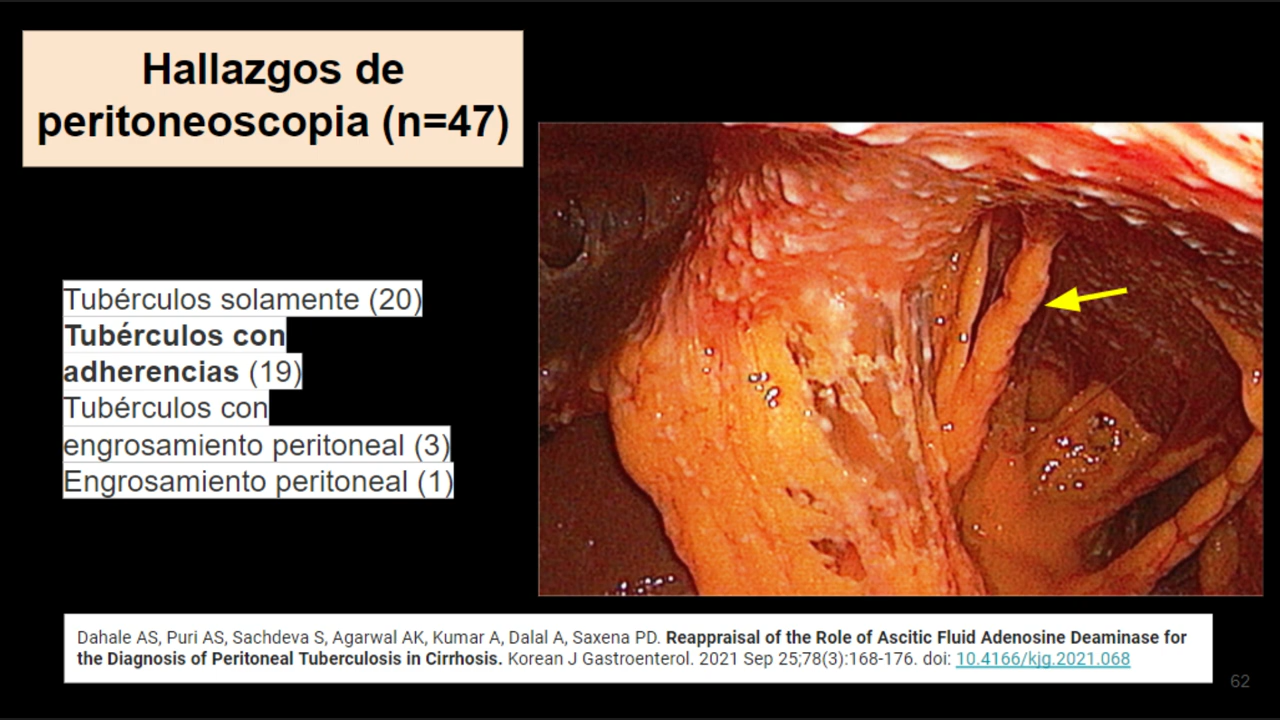 Hallazgos de
peritoneoscopia (n=47)
Tubérculos solamente (20)
Tubérculos con
adherencias (19)
Tubérculos con
engrosamiento peritoneal (3)
Engrosamiento peritoneal (1)
Dahale AS, Puri AS, Sachdeva S, Agarwal AK, Kumar A, Dalal A, Saxena PD. Reappraisal of the Role of Ascitic Fluid Adenosine Deaminase for
the Diagnosis of Peritoneal Tuberculosis in Cirrhosis. Korean J Gastroenterol. 2021 Sep 25;78(3):168-176. doi: 10.4166/kjg.2021.068
62